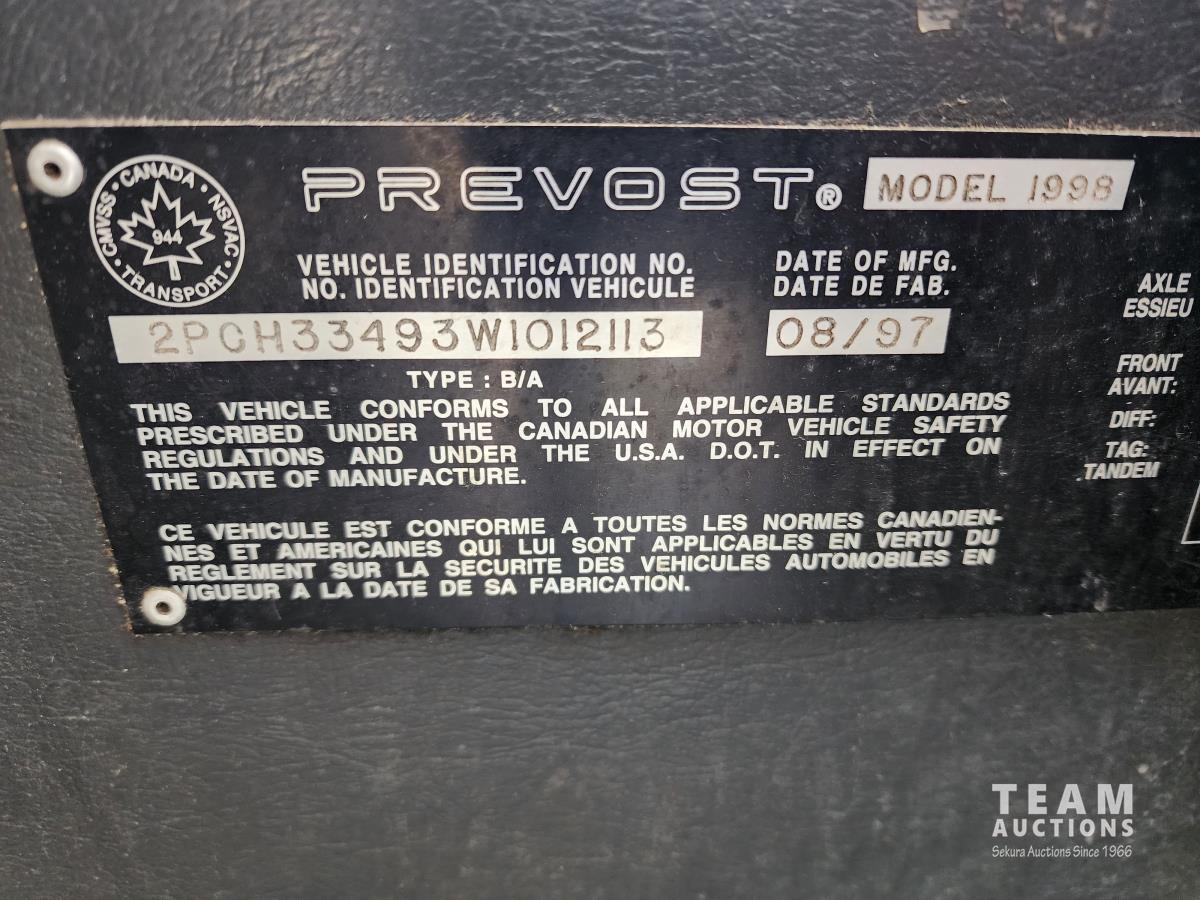 CANADA
CMVSS · NSVAC
944
TRANSPORT
PREVOST® MODEL 1998
VEHICLE IDENTIFICATION NO. DATE OF MFG.
NO. IDENTIFICATION VEHICULE DATE DE FAB.
2PCH33493W1012113 08/97
TYPE : B/A
THIS VEHICLE CONFORMS TO ALL APPLICABLE STANDARDS
PRESCRIBED UNDER THE CANADIAN MOTOR VEHICLE SAFETY
REGULATIONS AND UNDER THE U.S.A. D.O.T. IN EFFECT ON
THE DATE OF MANUFACTURE.
CE VEHICULE EST CONFORME A TOUTES LES NORMES CANADIEN-
NES ET AMERICAINES QUI LUI SONT APPLICABLES EN VERTU DU
REGLEMENT SUR LA SECURITE DES VEHICULES AUTOMOBILES EN
VIGUEUR A LA DATE DE SA FABRICATION.
AXLE
ESSIEU
FRONT
AVANT:
DIFF:
TAG:
TANDEM
TEAM
AUCTIONS
Sekura Auctions Since 1966